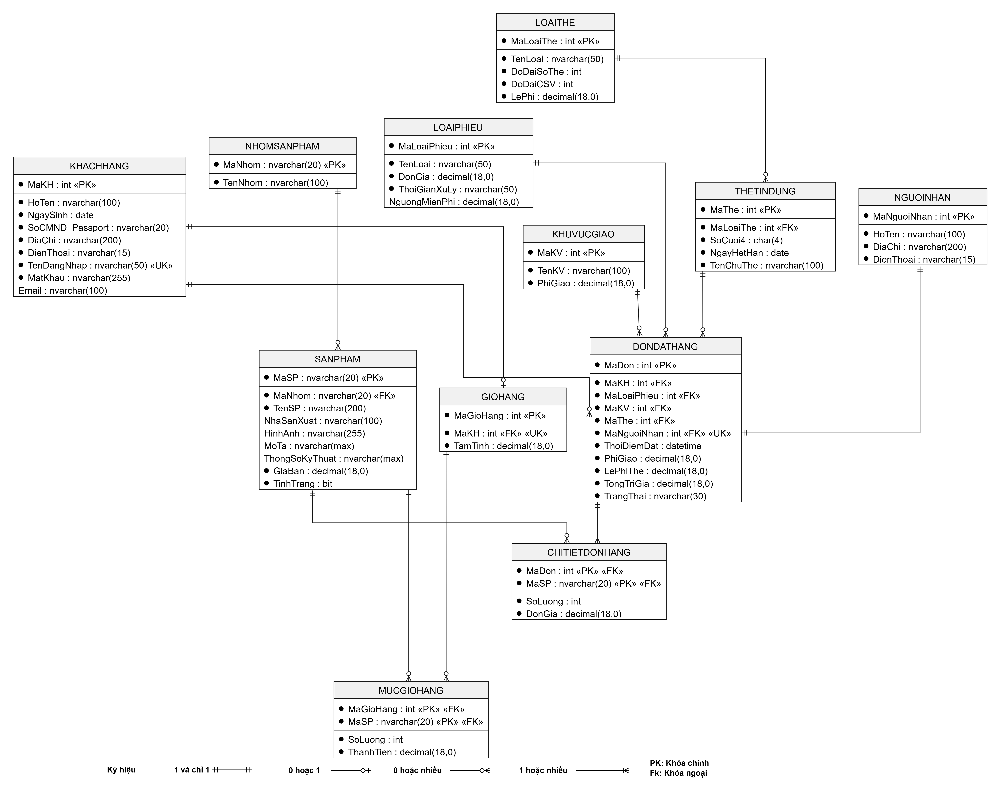 LOAITHE
MaLoaiThe : int «PK»
TenLoai : nvarchar(50)
DoDaiSoThe : int
DoDaiCSV : int
LePhi : decimal(18,0)
LOAIPHIEU
MaLoaiPhieu : int «PK»
TenLoai : nvarchar(50)
DonGia : decimal(18,0)
ThoiGianXuLy : nvarchar(50)
NguongMienPhi : decimal(18,0)
NHOMSANPHAM
MaNhom : nvarchar(20) «PK»
TenNhom : nvarchar(100)
KHACHHANG
MaKH : int «PK»
HoTen : nvarchar(100)
NgaySinh : date
SoCMND Passport : nvarchar(20)
DiaChi : nvarchar(200)
DienThoai : nvarchar(15)
TenDangNhap : nvarchar(50) «UK»
MatKhau : nvarchar(255)
Email : nvarchar(100)
THETINDUNG
MaThe : int «PK»
MaLoaiThe : int «FK»
SoCuoi4 : char(4)
NgayHetHan : date
TenChuThe : nvarchar(100)
NGUOINHAN
MaNguoiNhan : int «PK»
HoTen : nvarchar(100)
DiaChi : nvarchar(200)
DienThoai : nvarchar(15)
KHUVUCGIAO
MaKV : int «PK»
TenKV : nvarchar(100)
PhiGiao : decimal(18,0)
DONDATHANG
MaDon : int «PK»
MaKH : int «FK»
MaLoaiPhieu : int «FK»
MaKV : int «FK»
MaThe : int «FK»
MaNguoiNhan : int «FK» «UK»
ThoiDiemDat : datetime
PhiGiao : decimal(18,0)
LePhiThe : decimal(18,0)
TongTriGia : decimal(18,0)
TrangThai : nvarchar(30)
SANPHAM
MaSP : nvarchar(20) «PK»
MaNhom : nvarchar(20) «FK»
TenSP : nvarchar(200)
NhaSanXuat : nvarchar(100)
HinhAnh : nvarchar(255)
MoTa : nvarchar(max)
ThongSoKyThuat : nvarchar(max)
GiaBan : decimal(18,0)
TinhTrang : bit
GIOHANG
MaGioHang : int «PK»
MaKH : int «FK» «UK»
TamTinh : decimal(18,0)
CHITIETDONHANG
MaDon : int «PK» «FK»
MaSP : nvarchar(20) «PK» «FK»
SoLuong : int
DonGia : decimal(18,0)
MUCGIOHANG
MaGioHang : int «PK» «FK»
MaSP : nvarchar(20) «PK» «FK»
SoLuong : int
ThanhTien : decimal(18,0)
Ký hiệu
1 và chỉ 1
0 hoặc 1
0 hoặc nhiều
1 hoặc nhiều
PK: Khóa chính
Fk: Khóa ngoại